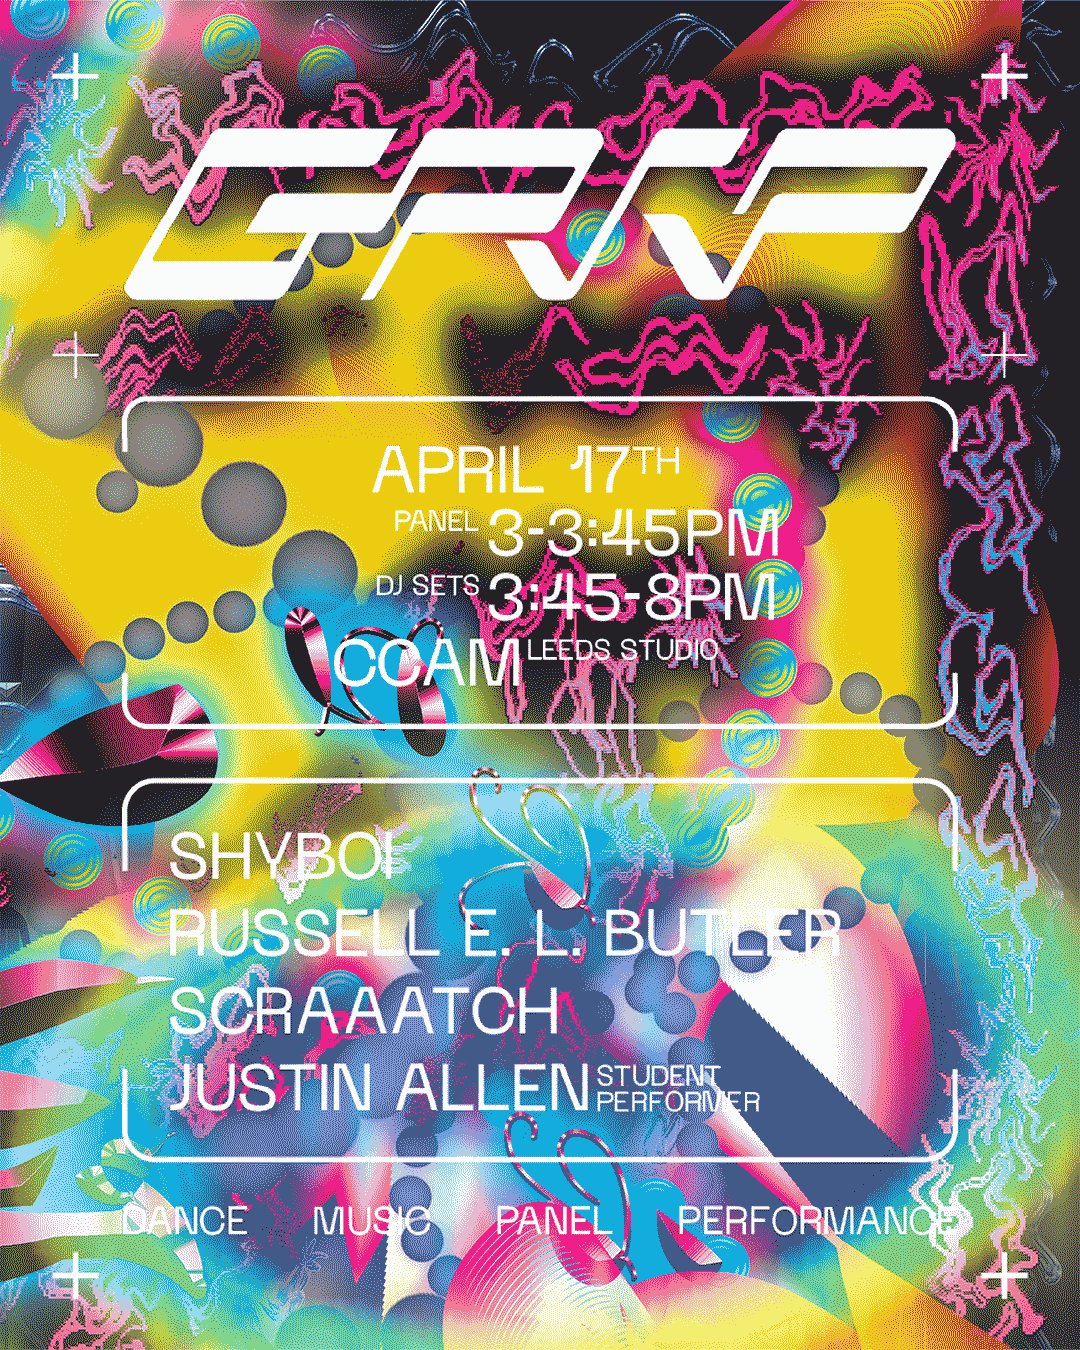 APRIL 17TH
PANEL 3-3:45PM
DJ SETS 3:45-8PM
CCAM LEEDS STUDIO
SHYBOI
RUSSELL E. L. BUTLER
SCRAAATCH
JUSTIN ALLEN STUDENT PERFORMER
DANCE MUSIC PANEL PERFORMANCE